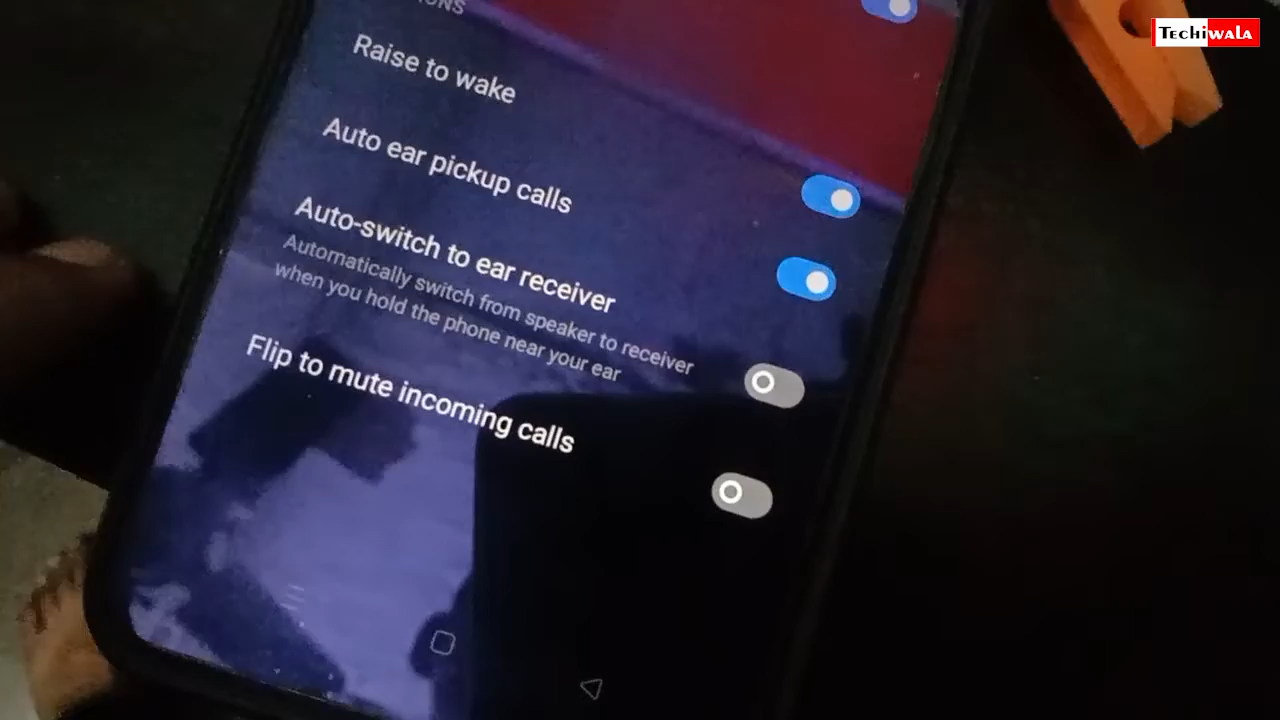 Techiwala
Raise to wake
Auto ear pickup calls
Auto-switch to ear receiver
Automatically switch from speaker to receiver
when you hold the phone near your ear
Flip to mute incoming calls